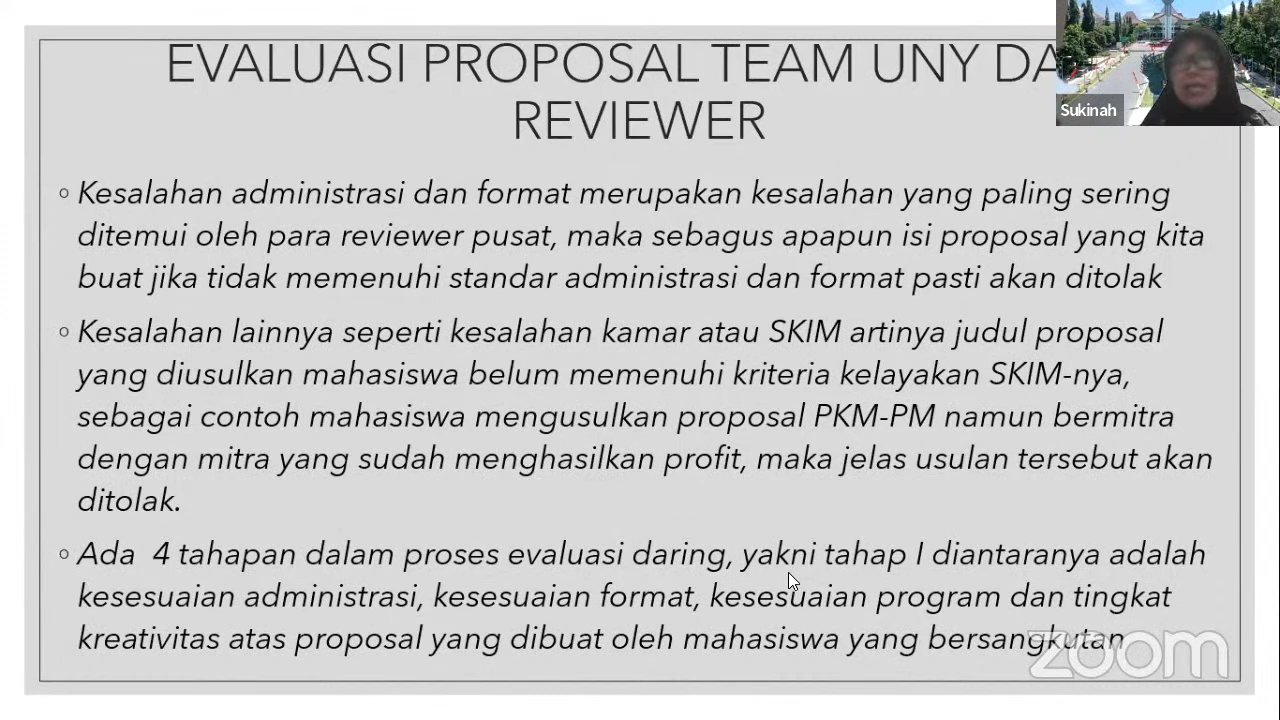 EVALUASI PROPOSAL TEAM UNY
REVIEWER
Sukinah
◦ Kesalahan administrasi dan format merupakan kesalahan yang paling sering
ditemui oleh para reviewer pusat, maka sebagus apapun isi proposal yang kita
buat jika tidak memenuhi standar administrasi dan format pasti akan ditolak
◦ Kesalahan lainnya seperti kesalahan kamar atau SKIM artinya judul proposal
yang diusulkan mahasiswa belum memenuhi kriteria kelayakan SKIM-nya,
sebagai contoh mahasiswa mengusulkan proposal PKM-PM namun bermitra
dengan mitra yang sudah menghasilkan profit, maka jelas usulan tersebut akan
ditolak.
◦ Ada 4 tahapan dalam proses evaluasi daring, yakni tahap I diantaranya adalah
kesesuaian administrasi, kesesuaian format, kesesuaian program dan tingkat
kreativitas atas proposal yang dibuat oleh mahasiswa yang bersangkutan
zoom